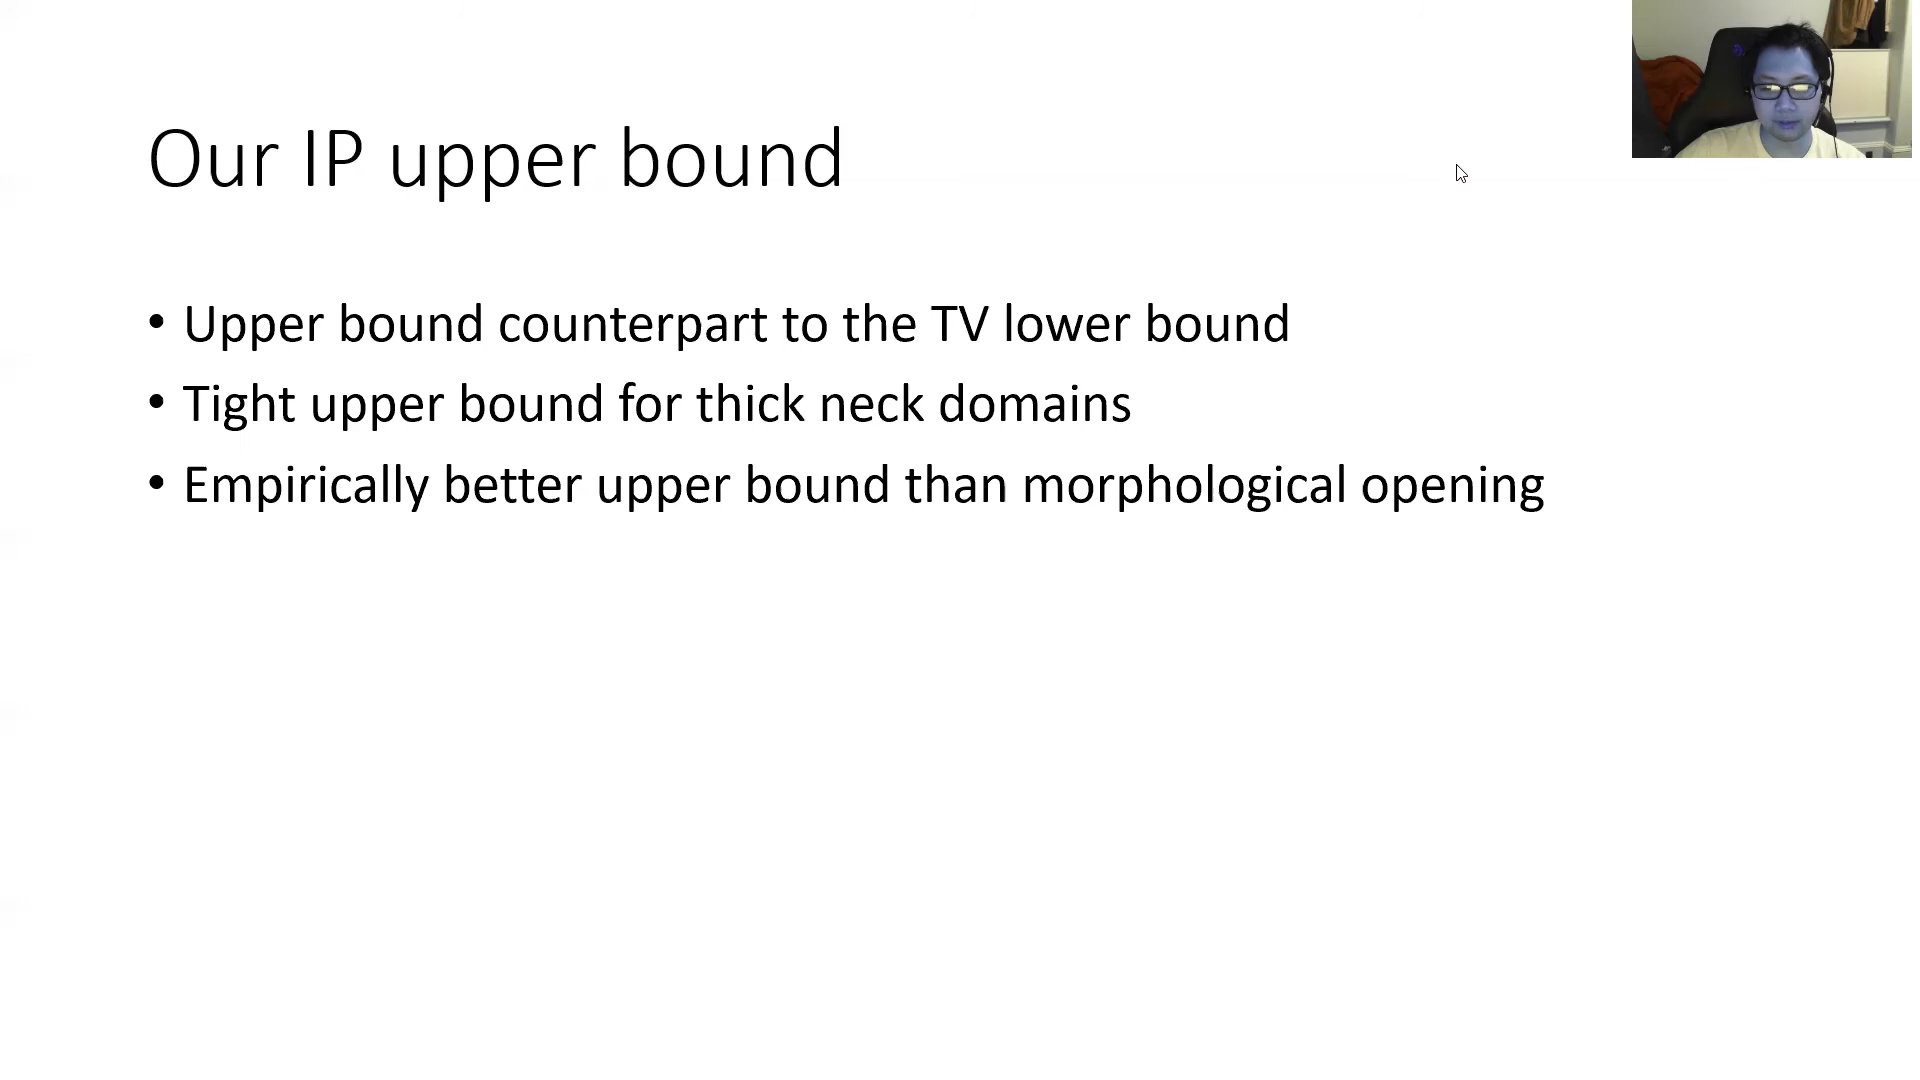 Our IP upper bound
• Upper bound counterpart to the TV lower bound
• Tight upper bound for thick neck domains
• Empirically better upper bound than morphological opening